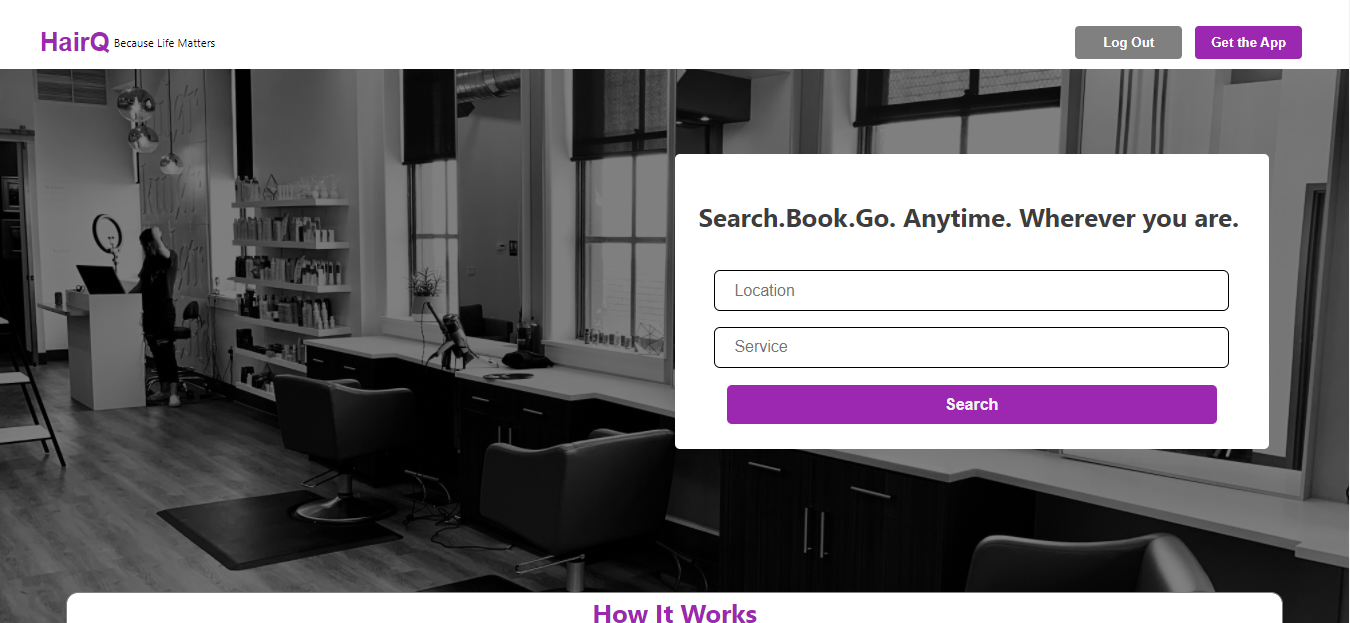 HairQ Because Life Matters
Log Out
Get the App
Search.Book.Go. Anytime. Wherever you are.
Location
Service
Search
How It Works